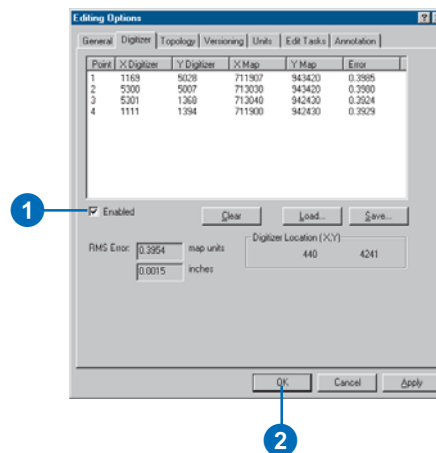 Editing Options
General Digitizer Topology Versioning Units Edit Tasks Annotation
Point X Digitizer Y Digitizer X Map Y Map Error
1 1169 5028 711907 943420 0.3985
2 5300 5007 713030 943420 0.3980
3 5301 1368 713040 942430 0.3924
4 1111 1394 711900 942430 0.3929
1 Enabled Clear Load... Save...
RMS Error: 0.3954 map units
0.0015 inches
Digitizer Location (X,Y)
440 4241
OK Cancel Apply
2